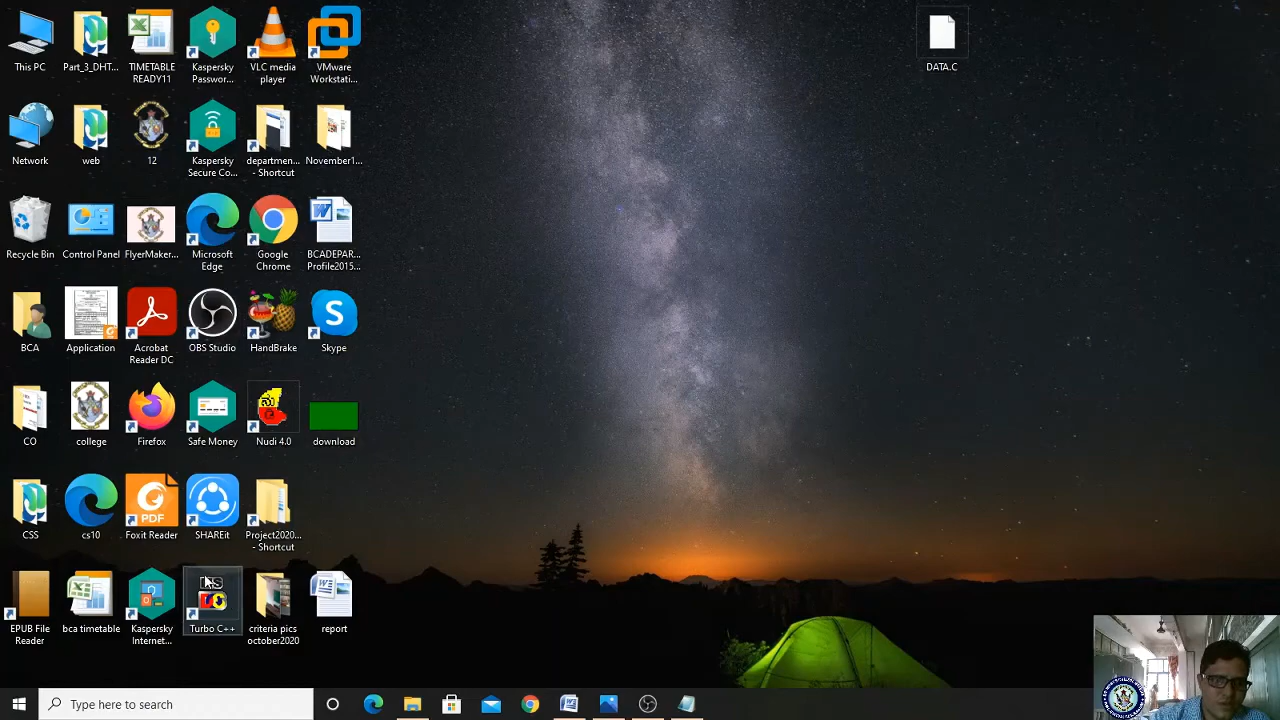 This PC
Part_3_DHT...
TIMETABLE
READY11
Kaspersky
Passwor...
VLC media
player
VMware
Workstati...
DATA.C
Network
web
12
Kaspersky
Secure Co...
departmen...
- Shortcut
November1...
Recycle Bin
Control Panel
FlyerMaker...
Microsoft
Edge
Google
Chrome
BCADEPAR...
Profile2015...
BCA
Application
Acrobat
Reader DC
OBS Studio
HandBrake
Skype
CO
college
Firefox
Safe Money
Nudi 4.0
download
CSS
cs10
PDF
Foxit Reader
SHAREit
Project2020...
- Shortcut
EPUB File
Reader
bca timetable
Kaspersky
Internet...
Turbo C++
criteria pics
october2020
report
Type here to search